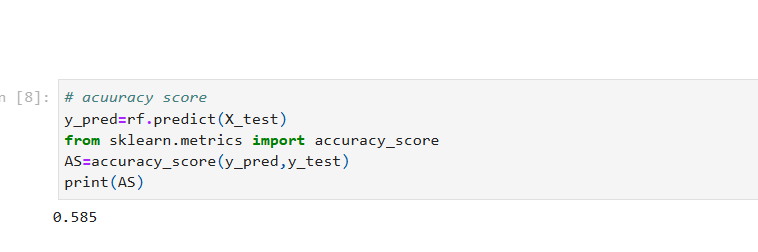 n [8]:
# acuuracy score
y_pred=rf.predict(X_test)
from sklearn.metrics import accuracy_score
AS=accuracy_score(y_pred,y_test)
print(AS)
0.585